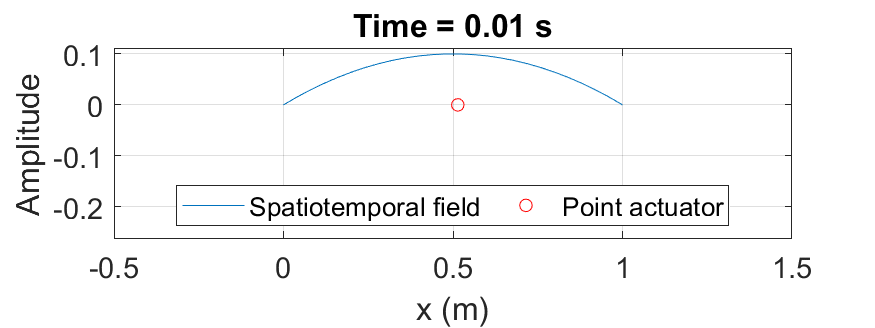 Time = 0.01 s
0.1
0
-0.1
-0.2
Amplitude
Spatiotemporal field
Point actuator
-0.5 0 0.5 1 1.5
x (m)